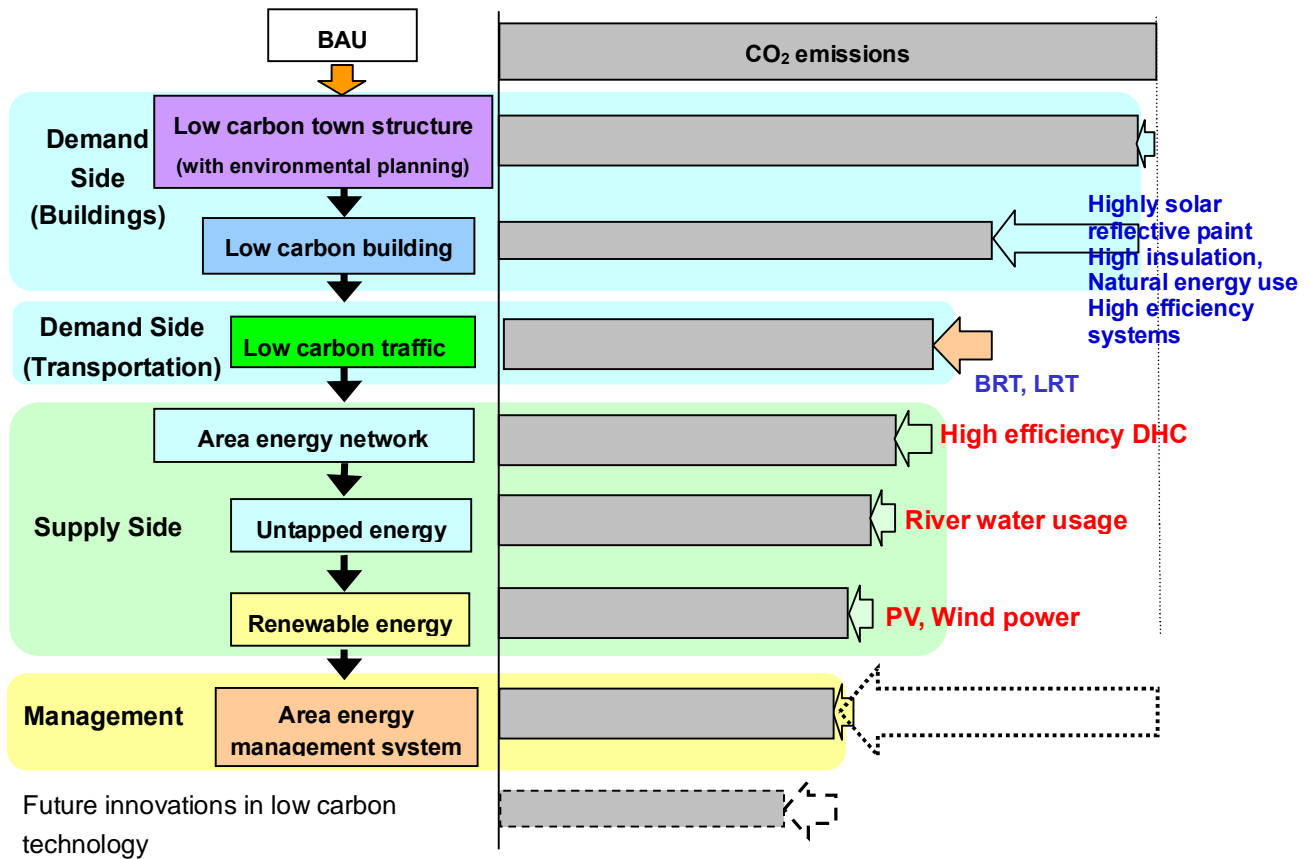 BAU
CO₂ emissions
Demand
Side
(Buildings)
Low carbon town structure
(with environmental planning)
Low carbon building
Highly solar
reflective paint
High insulation,
Natural energy use
High efficiency
systems
Demand Side
(Transportation)
Low carbon traffic
BRT, LRT
Supply Side
Area energy network
High efficiency DHC
Untapped energy
River water usage
Renewable energy
PV, Wind power
Management
Area energy
management system
Future innovations in low carbon
technology